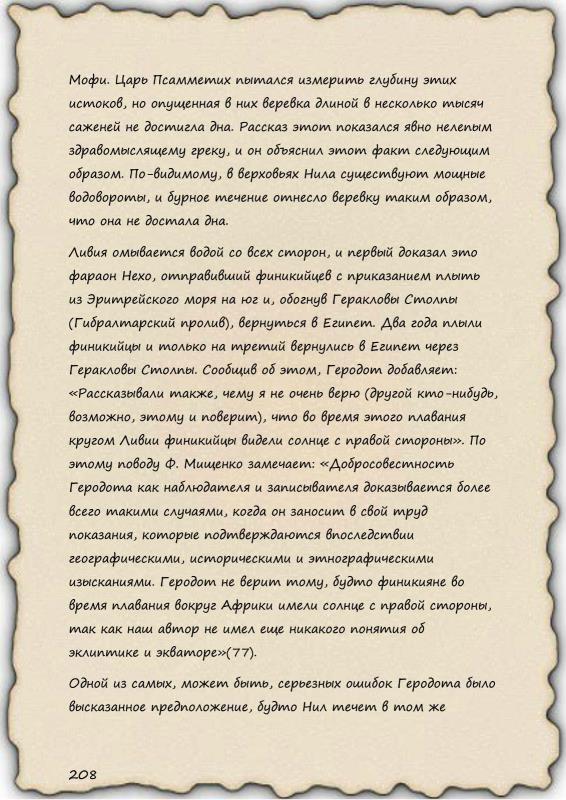 Мофи. Царь Псамметих пытался измерить глубину этих
истоков, но опущенная в них веревка длиной в несколько тысяч
саженей не достигла дна. Рассказ этот показался явно нелепым
здравомыслящему греку, и он объяснил этот факт следующим
образом. По-видимому, в верховьях Нила существуют мощные
водовороты, и бурное течение отнесло веревку таким образом,
что она не достала дна.
Ливия омывается водой со всех сторон, и первый доказал это
фараон Нехо, отправивший финикийцев с приказанием плыть
из Эритрейского моря на юг и, обогнув Геракловы Столпы
(Гибралтарский пролив), вернуться в Египет. Два года плыли
финикийцы и только на третий вернулись в Египет через
Геракловы Столпы. Сообщив об этом, Геродот добавляет:
«Рассказывали также, чему я не очень верю (другой кто-нибудь,
возможно, этому и поверит), что во время этого плавания
кругом Ливии финикийцы видели солнце с правой стороны». По
этому поводу Ф. Мищенко замечает: «Добросовестность
Геродота как наблюдателя и записывателя доказывается более
всего такими случаями, когда он заносит в свой труд
показания, которые подтверждаются впоследствии
географическими, историческими и этнографическими
изысканиями. Геродот не верит тому, будто финикияне во
время плавания вокруг Африки имели солнце с правой стороны,
так как наш автор не имел еще никакого понятия об
эклиптике и экваторе»(77).
Одной из самых, может быть, серьезных ошибок Геродота было
высказанное предположение, будто Нил течет в том же
208